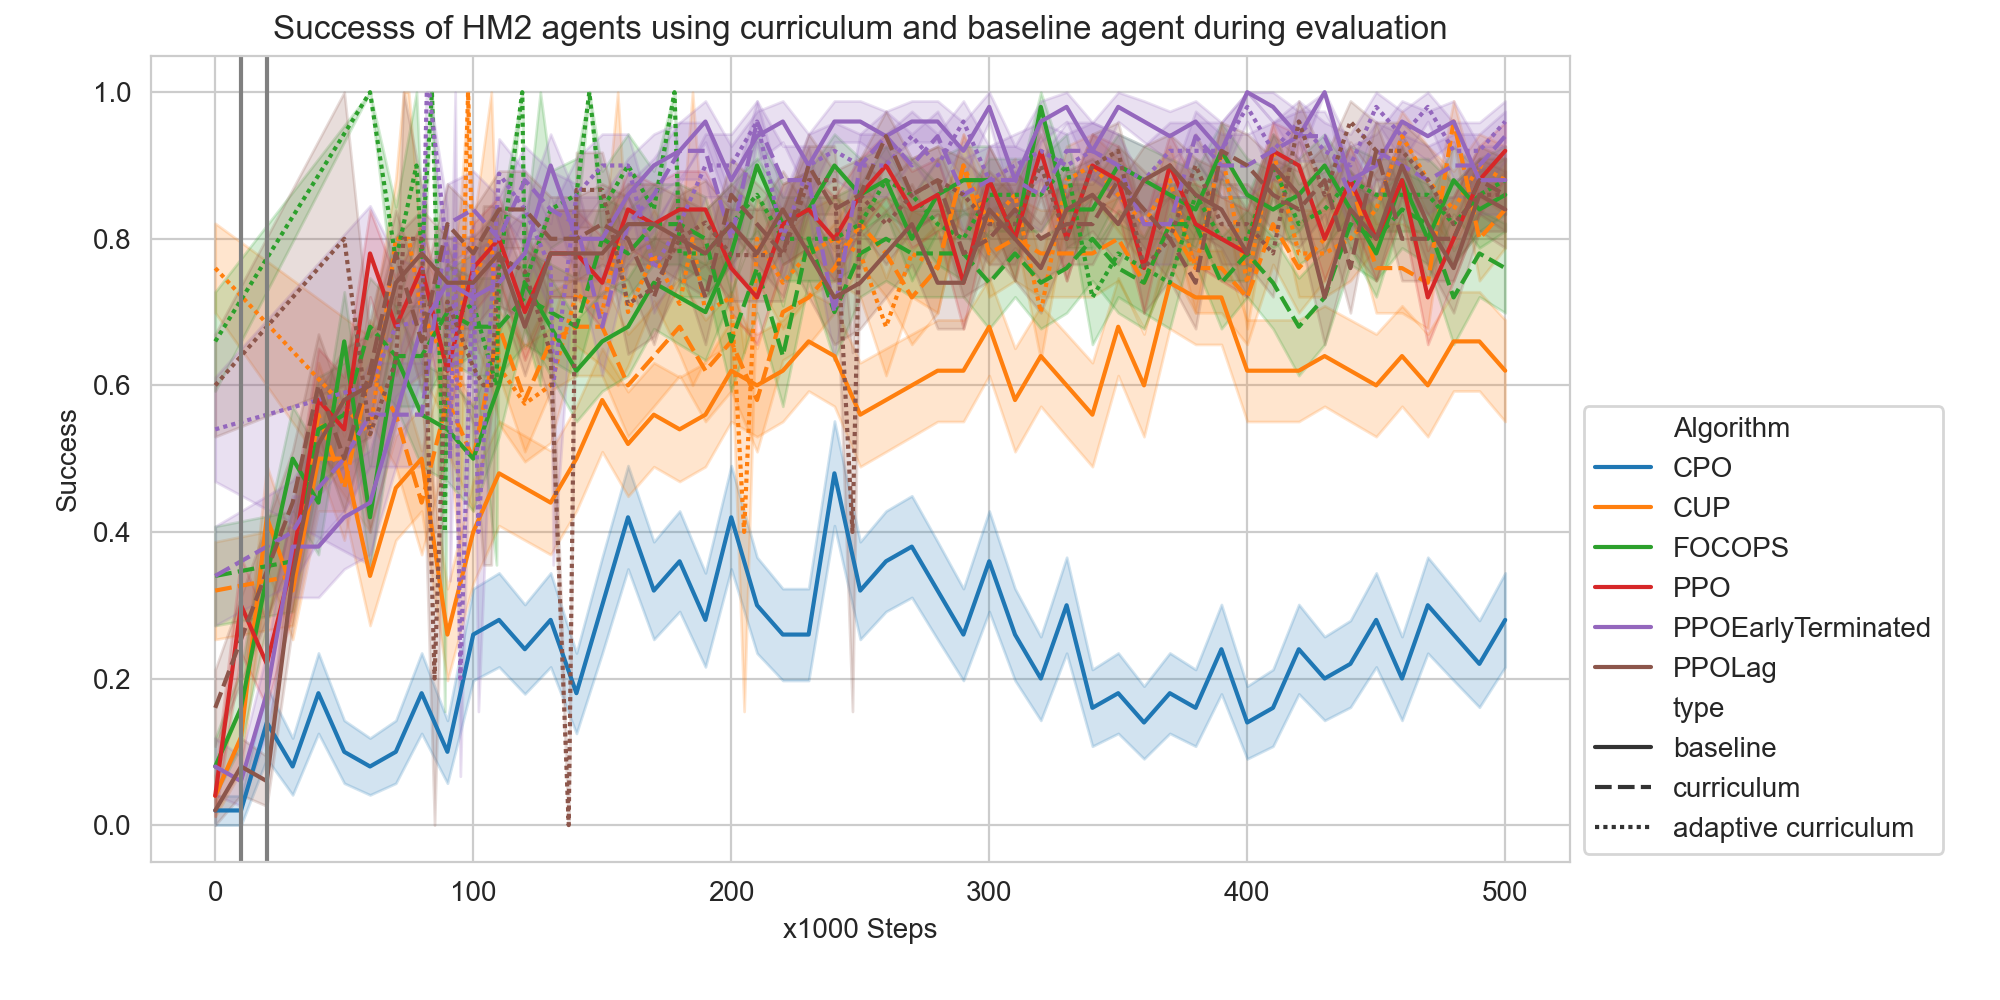 Successs of HM2 agents using curriculum and baseline agent during evaluation
Success
1.0
0.8
0.6
0.4
0.2
0.0
0
100
200
300
400
500
x1000 Steps
Algorithm
CPO
CUP
FOCOPS
PPO
PPOEarlyTerminated
PPOLag
type
baseline
curriculum
adaptive curriculum